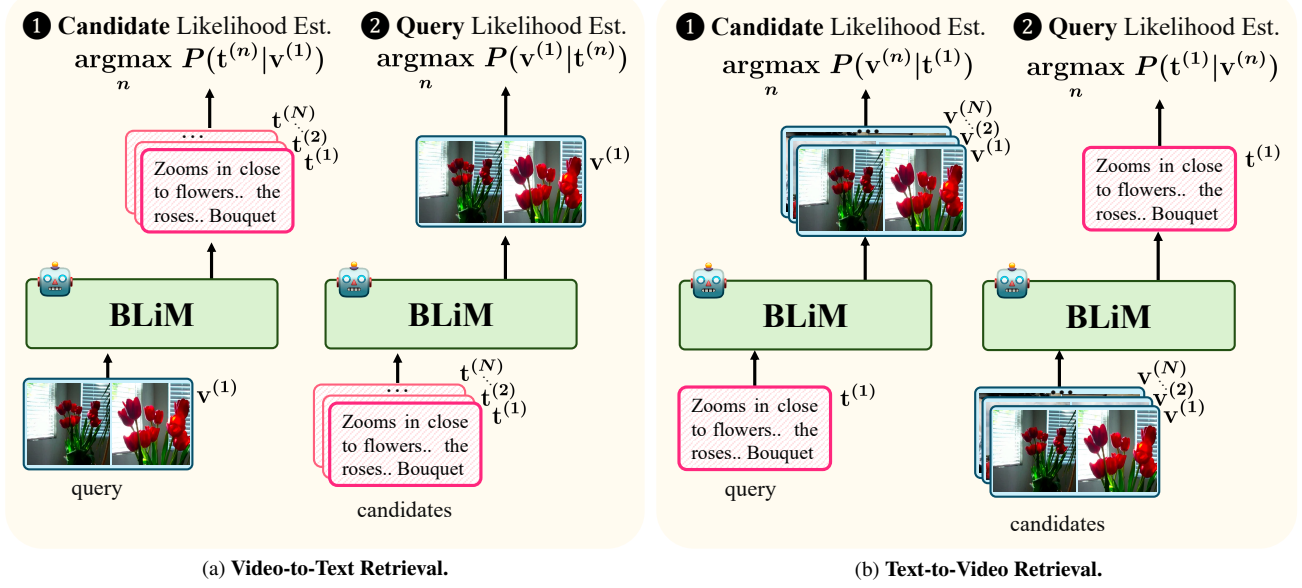 ❶ Candidate Likelihood Est.
argmax P(t^(n)|v^(1))
n
t^(N)
t^(2)
t^(1)
...
Zooms in close
to flowers.. the
roses.. Bouquet
BLiM
v^(1)
query
❷ Query Likelihood Est.
argmax P(v^(1)|t^(n))
n
v^(1)
BLiM
t^(N)
t^(2)
t^(1)
...
Zooms in close
to flowers.. the
roses.. Bouquet
candidates
(a) Video-to-Text Retrieval.
❶ Candidate Likelihood Est.
argmax P(v^(n)|t^(1))
n
v^(N)
v^(2)
v^(1)
...
BLiM
Zooms in close
to flowers.. the
roses.. Bouquet
t^(1)
query
❷ Query Likelihood Est.
argmax P(t^(1)|v^(n))
n
Zooms in close
to flowers.. the
roses.. Bouquet
t^(1)
BLiM
v^(N)
v^(2)
v^(1)
...
candidates
(b) Text-to-Video Retrieval.